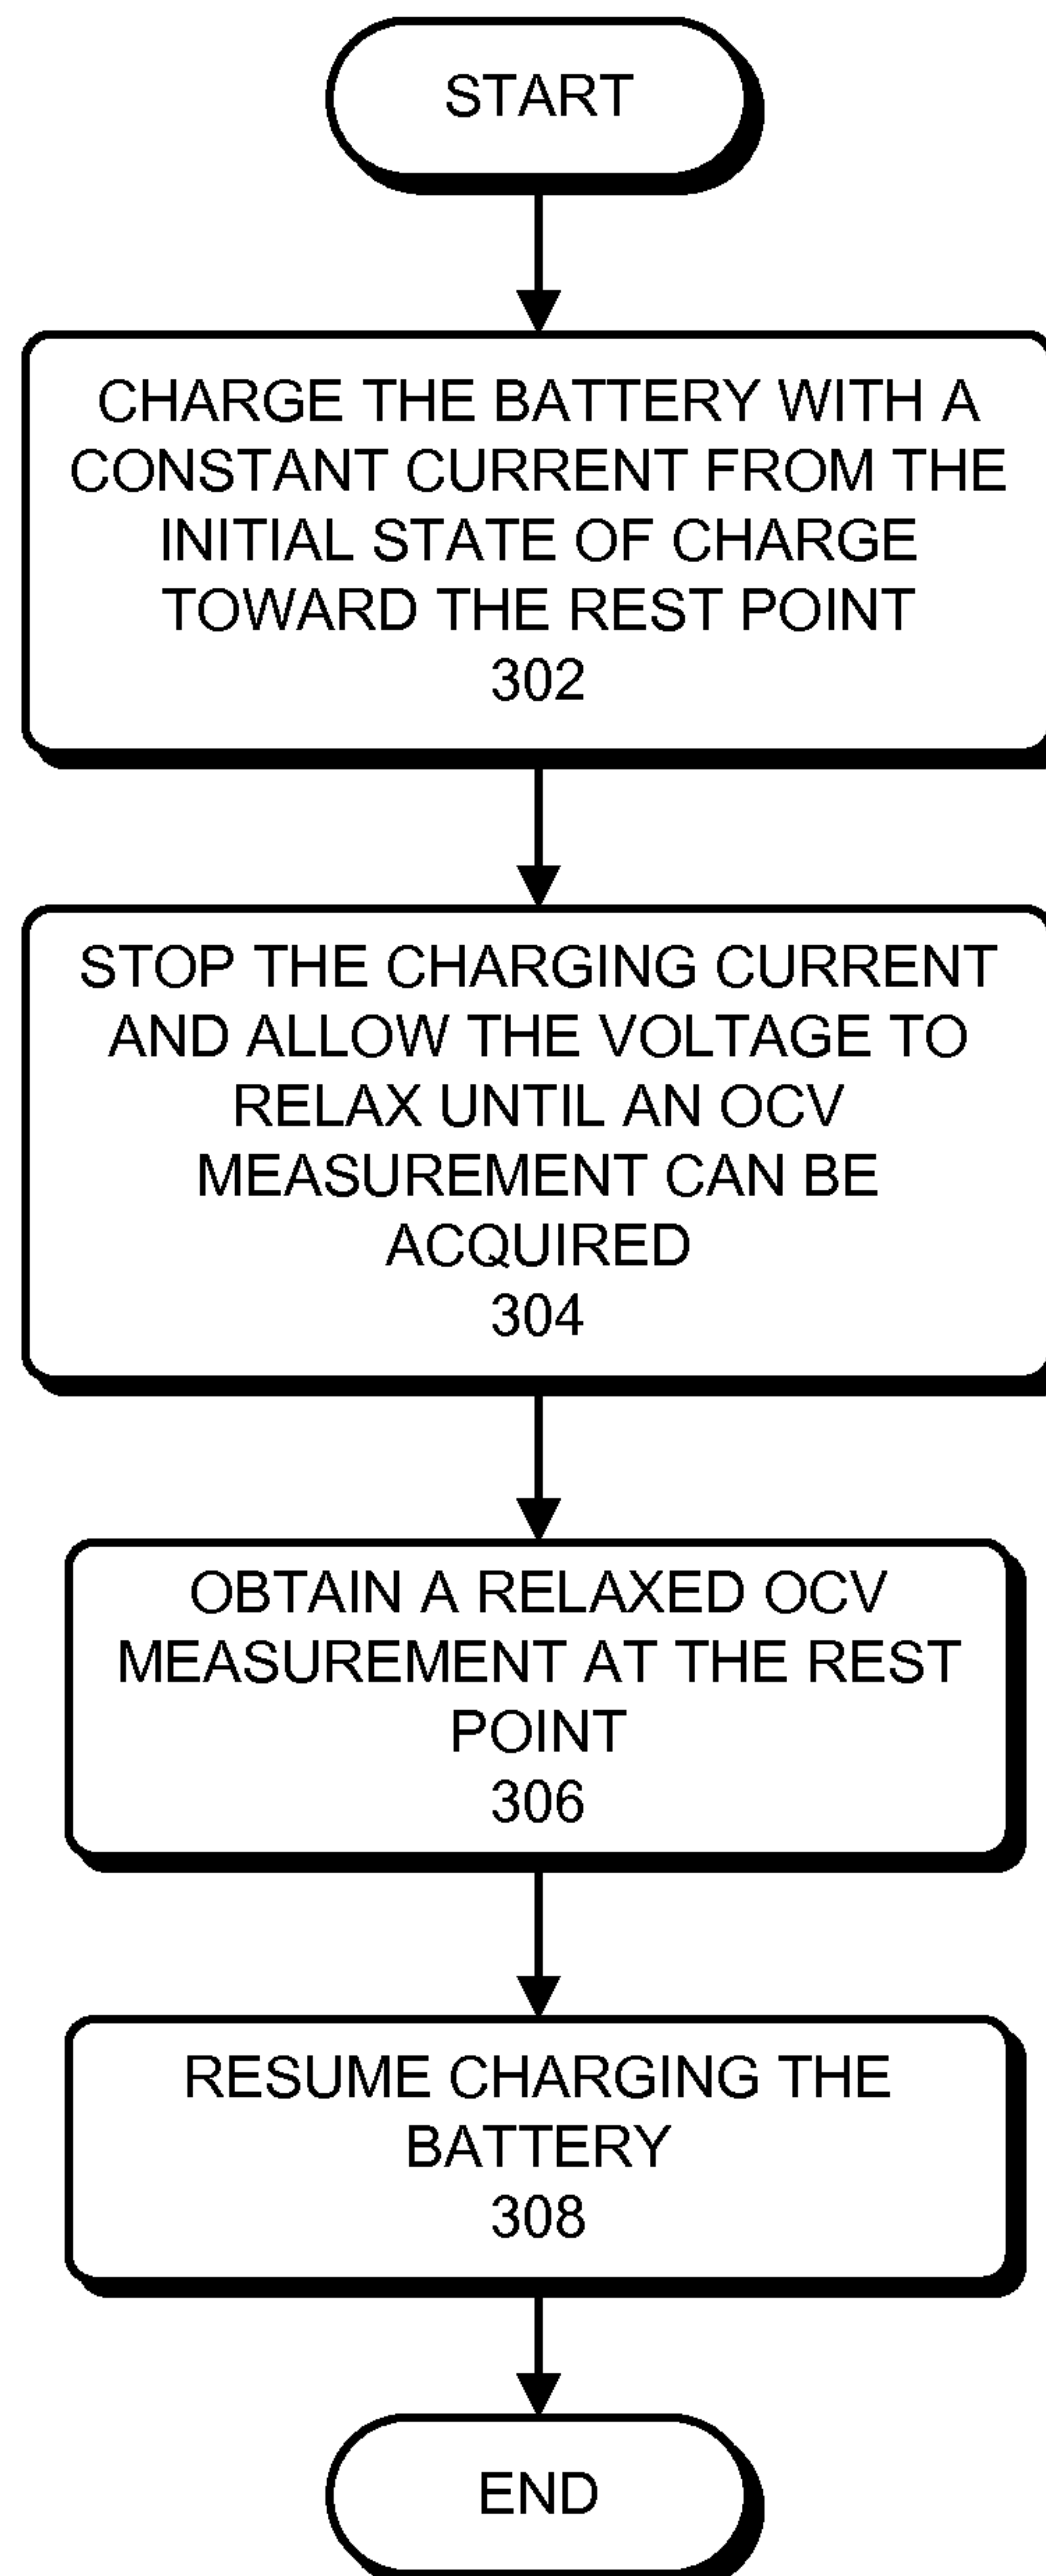 START
CHARGE THE BATTERY WITH A
CONSTANT CURRENT FROM THE
INITIAL STATE OF CHARGE
TOWARD THE REST POINT
302
STOP THE CHARGING CURRENT
AND ALLOW THE VOLTAGE TO
RELAX UNTIL AN OCV
MEASUREMENT CAN BE
ACQUIRED
304
OBTAIN A RELAXED OCV
MEASUREMENT AT THE REST
POINT
306
RESUME CHARGING THE
BATTERY
308
END